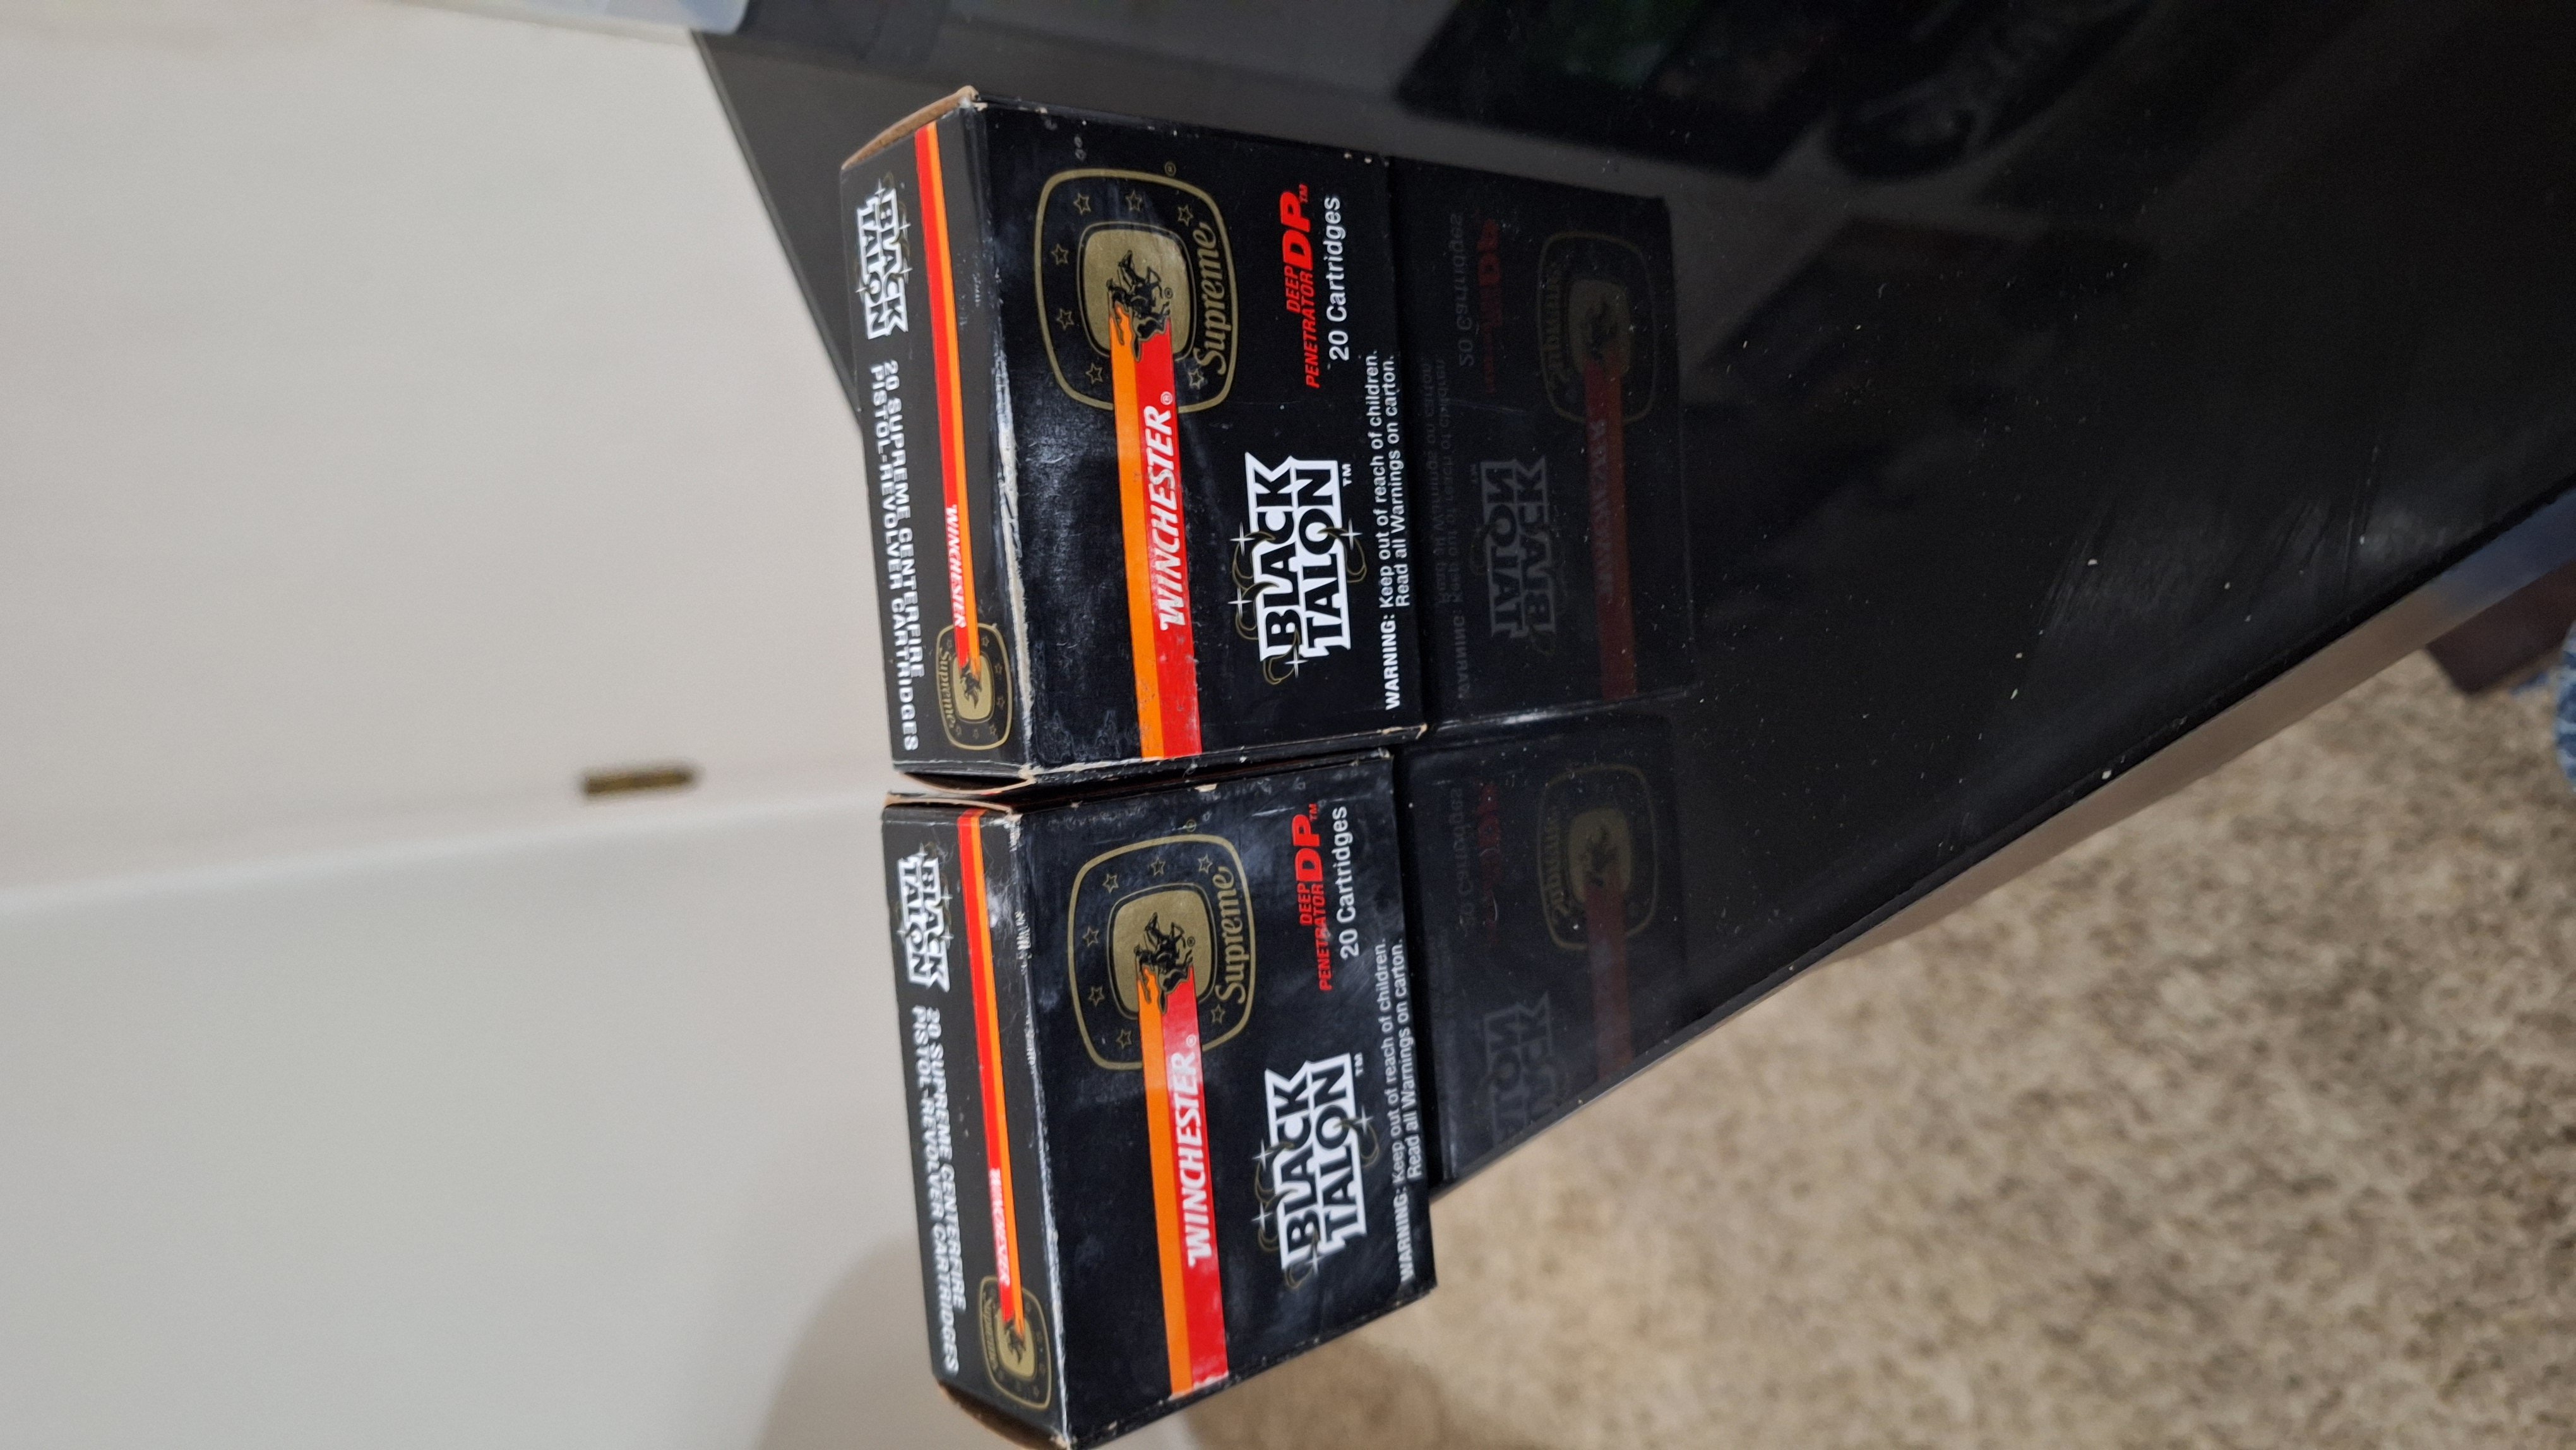 BLACK
TALON
20 SUPREME CENTERFIRE
PISTOL-REVOLVER CARTRIDGES
WINCHESTER
Supreme
Supreme®
WINCHESTER®
DEEP
PENETRATOR DP™
20 Cartridges
BLACK
TALON™
WARNING: Keep out of reach of children.
Read all Warnings on carton.
BLACK
TALON
20 SUPREME CENTERFIRE
PISTOL-REVOLVER CARTRIDGES
WINCHESTER
Supreme
Supreme®
WINCHESTER®
DEEP
PENETRATOR DP™
20 Cartridges
BLACK
TALON™
WARNING: Keep out of reach of children.
Read all Warnings on carton.